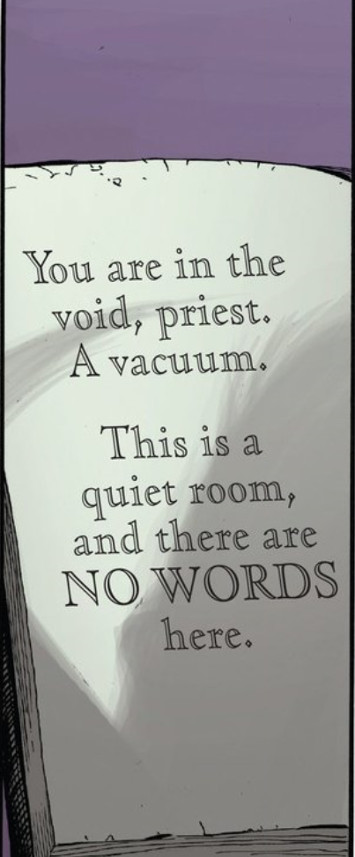 You are in the
void, priest.
A vacuum.
This is a
quiet room,
and there are
NO WORDS
here.